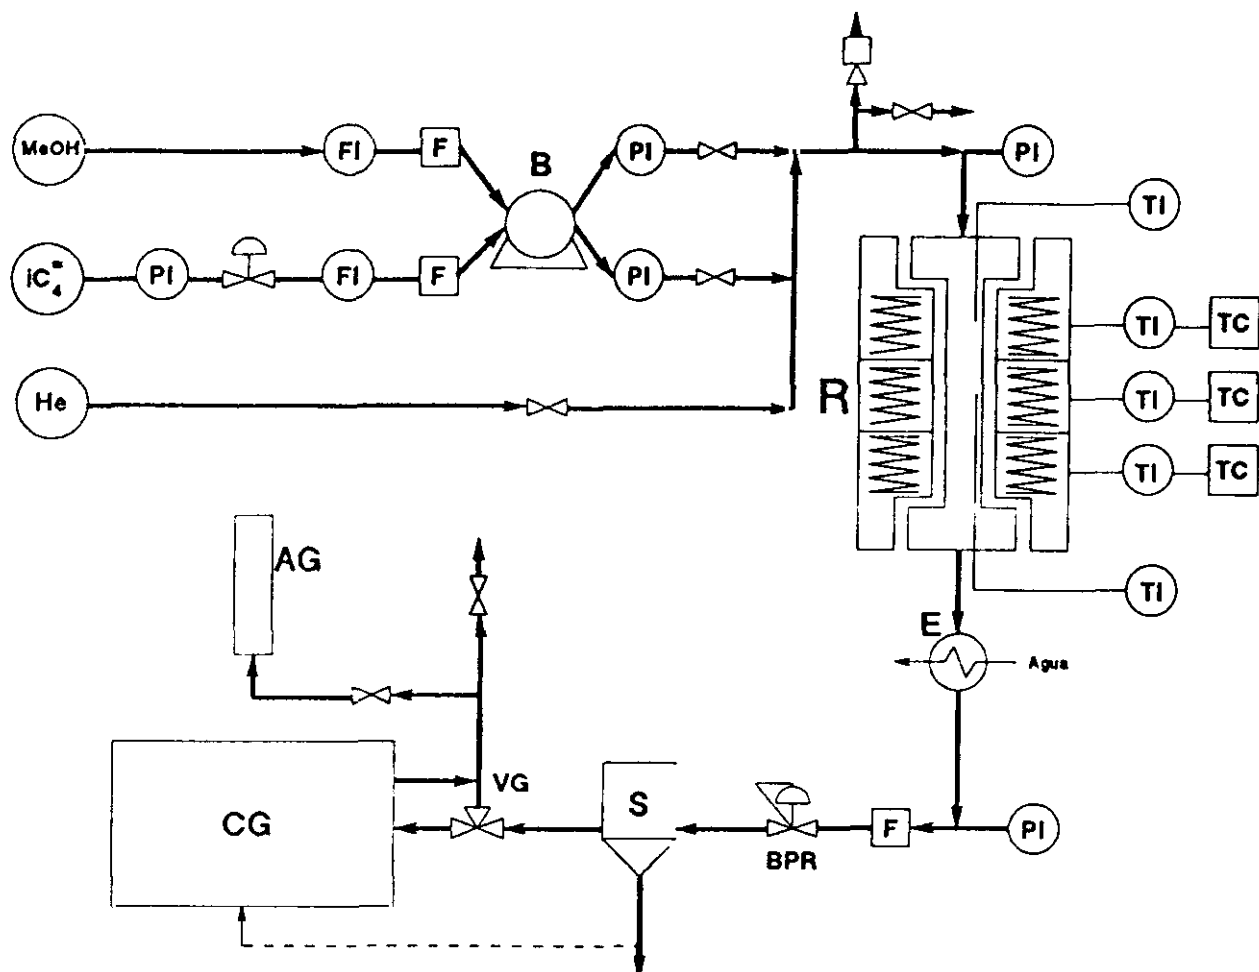 MeOH
FI
F
B
PI
PI
TI
iC₄⁼
PI
FI
F
PI
TI
TC
He
R
TI
TC
TI
TC
AG
TI
E
Agua
VG
CG
S
BPR
F
PI